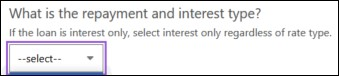 What is the repayment and interest type?
If the loan is interest only, select interest only regardless of rate type.
--select--